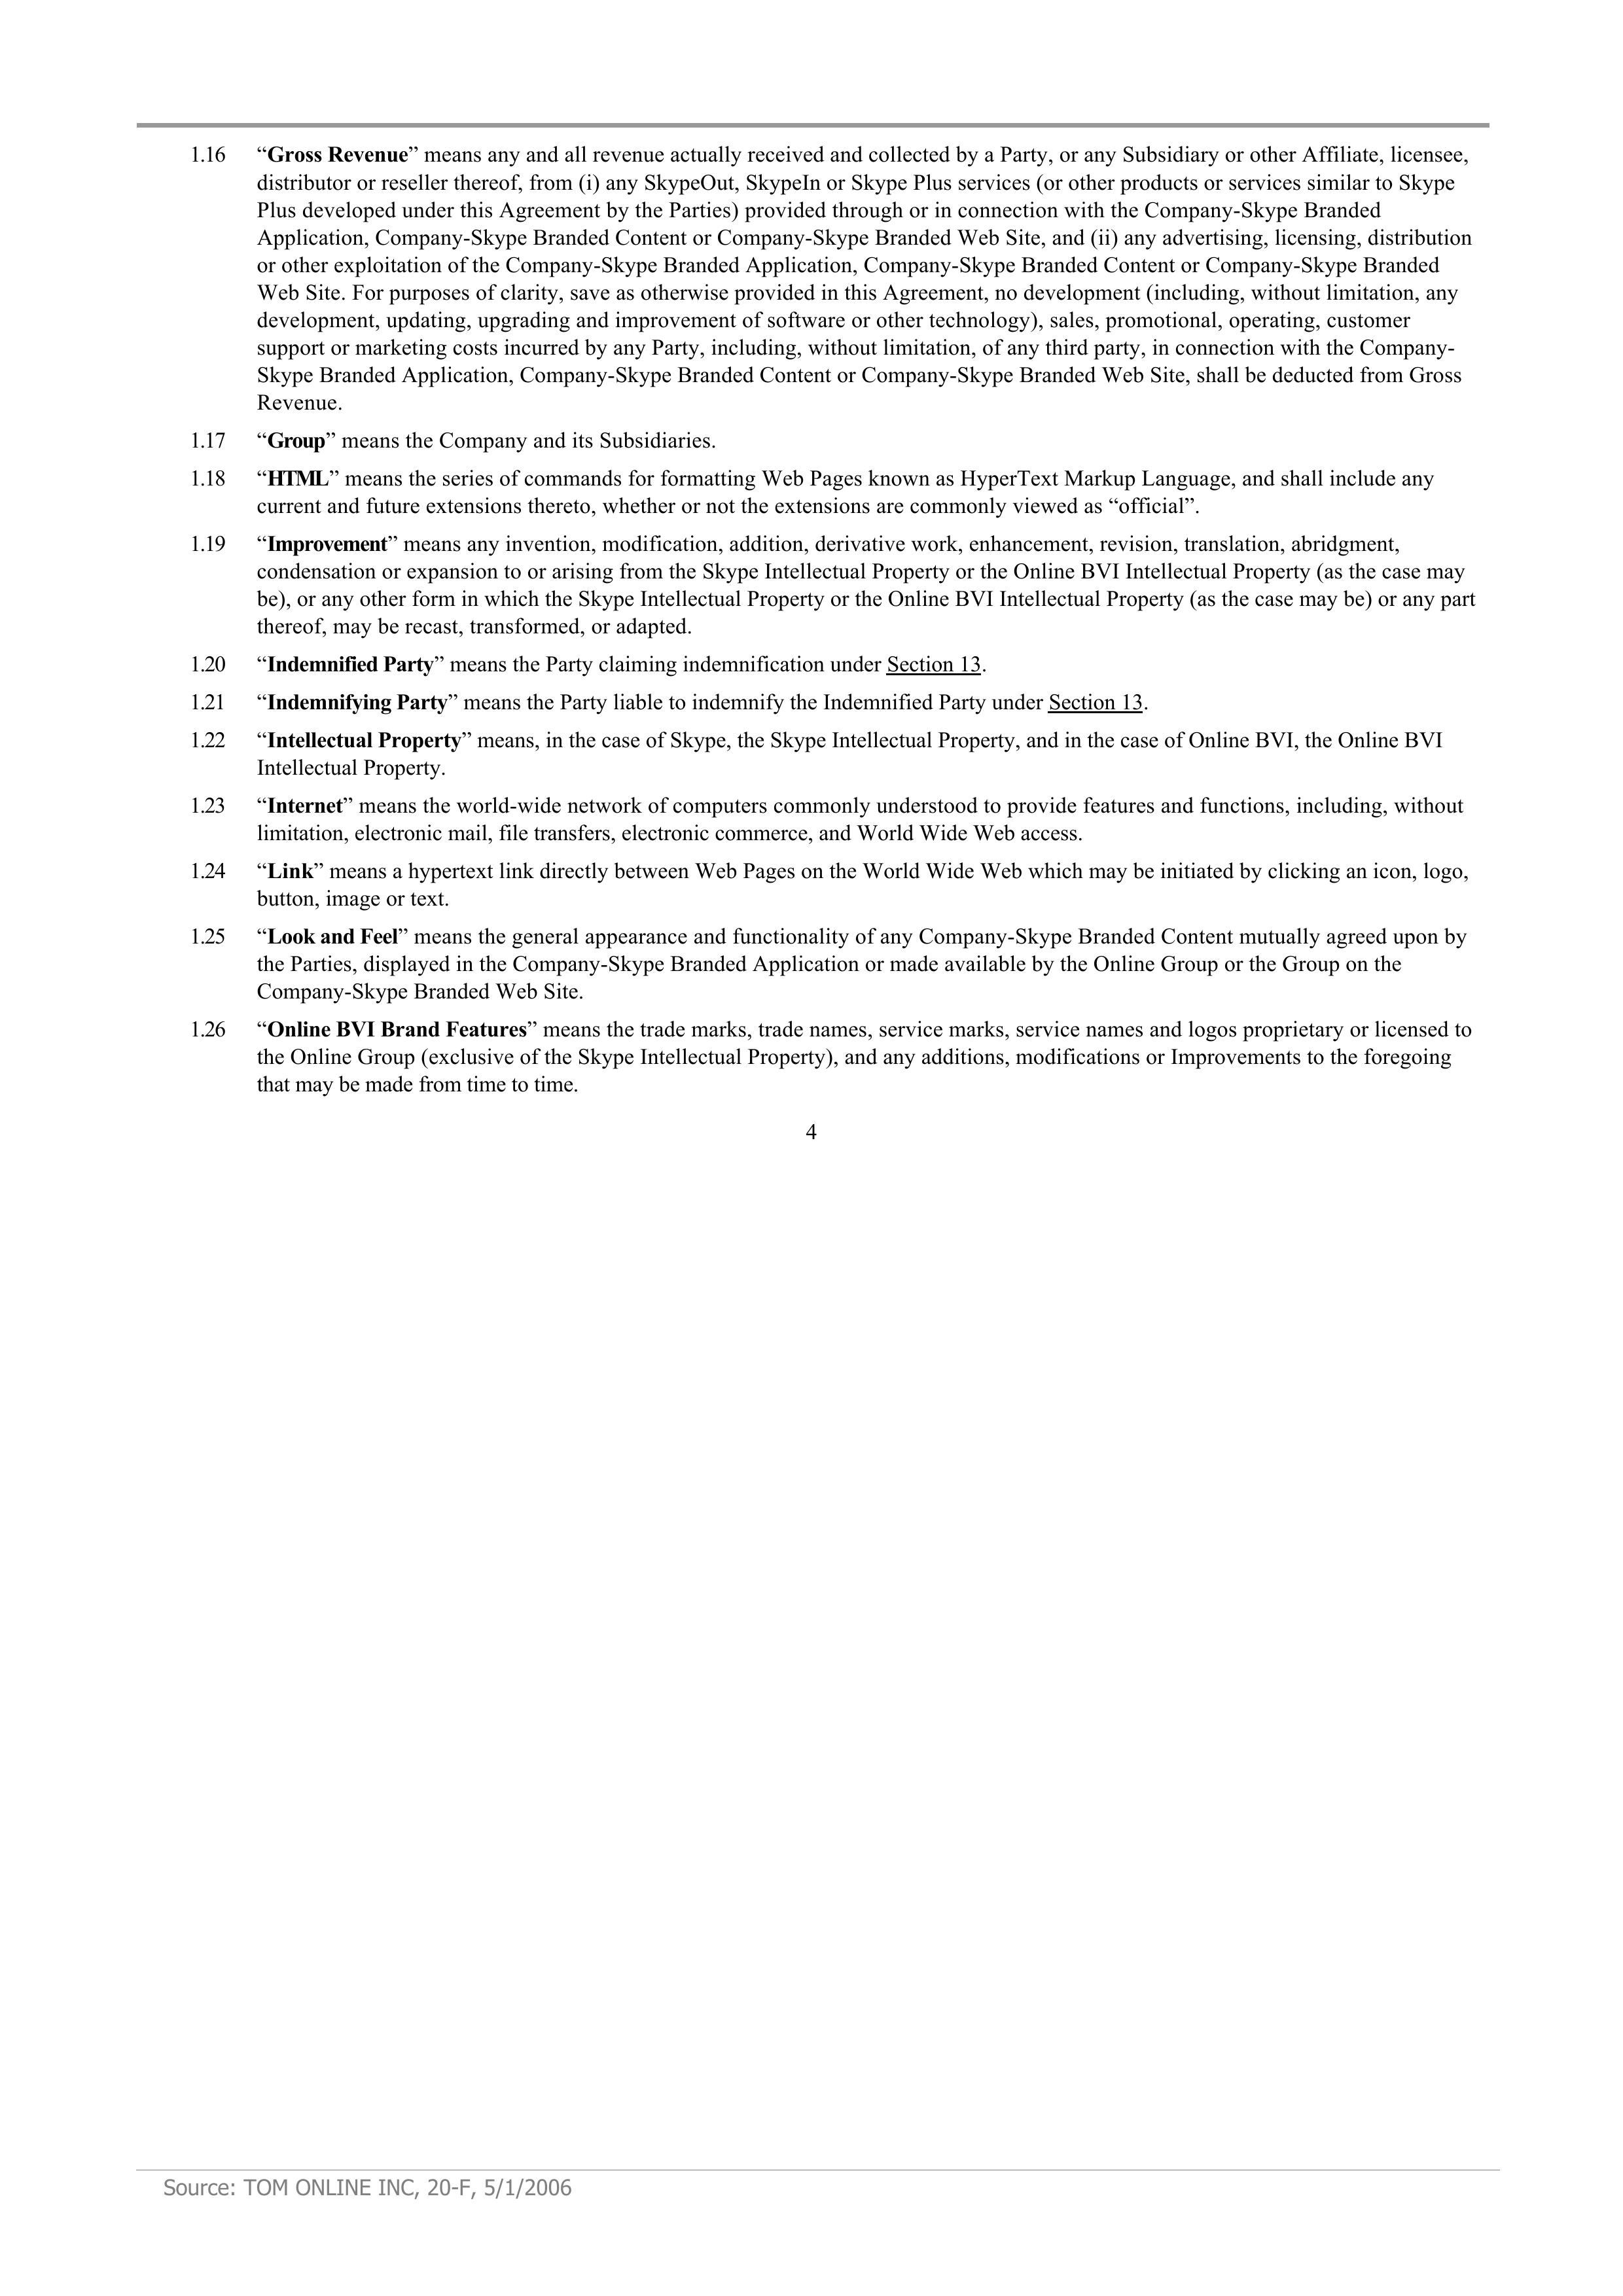 1.16 “Gross Revenue” means any and all revenue actually received and collected by a Party, or any Subsidiary or other Affiliate, licensee,
distributor or reseller thereof, from (i) any SkypeOut, SkypeIn or Skype Plus services (or other products or services similar to Skype
Plus developed under this Agreement by the Parties) provided through or in connection with the Company-Skype Branded
Application, Company-Skype Branded Content or Company-Skype Branded Web Site, and (ii) any advertising, licensing, distribution
or other exploitation of the Company-Skype Branded Application, Company-Skype Branded Content or Company-Skype Branded
Web Site. For purposes of clarity, save as otherwise provided in this Agreement, no development (including, without limitation, any
development, updating, upgrading and improvement of software or other technology), sales, promotional, operating, customer
support or marketing costs incurred by any Party, including, without limitation, of any third party, in connection with the Company-
Skype Branded Application, Company-Skype Branded Content or Company-Skype Branded Web Site, shall be deducted from Gross
Revenue.
1.17 “Group” means the Company and its Subsidiaries.
1.18 “HTML” means the series of commands for formatting Web Pages known as HyperText Markup Language, and shall include any
current and future extensions thereto, whether or not the extensions are commonly viewed as “official”.
1.19 “Improvement” means any invention, modification, addition, derivative work, enhancement, revision, translation, abridgment,
condensation or expansion to or arising from the Skype Intellectual Property or the Online BVI Intellectual Property (as the case may
be), or any other form in which the Skype Intellectual Property or the Online BVI Intellectual Property (as the case may be) or any part
thereof, may be recast, transformed, or adapted.
1.20 “Indemnified Party” means the Party claiming indemnification under Section 13.
1.21 “Indemnifying Party” means the Party liable to indemnify the Indemnified Party under Section 13.
1.22 “Intellectual Property” means, in the case of Skype, the Skype Intellectual Property, and in the case of Online BVI, the Online BVI
Intellectual Property.
1.23 “Internet” means the world-wide network of computers commonly understood to provide features and functions, including, without
limitation, electronic mail, file transfers, electronic commerce, and World Wide Web access.
1.24 “Link” means a hypertext link directly between Web Pages on the World Wide Web which may be initiated by clicking an icon, logo,
button, image or text.
1.25 “Look and Feel” means the general appearance and functionality of any Company-Skype Branded Content mutually agreed upon by
the Parties, displayed in the Company-Skype Branded Application or made available by the Online Group or the Group on the
Company-Skype Branded Web Site.
1.26 “Online BVI Brand Features” means the trade marks, trade names, service marks, service names and logos proprietary or licensed to
the Online Group (exclusive of the Skype Intellectual Property), and any additions, modifications or Improvements to the foregoing
that may be made from time to time.
4
Source: TOM ONLINE INC, 20-F, 5/1/2006